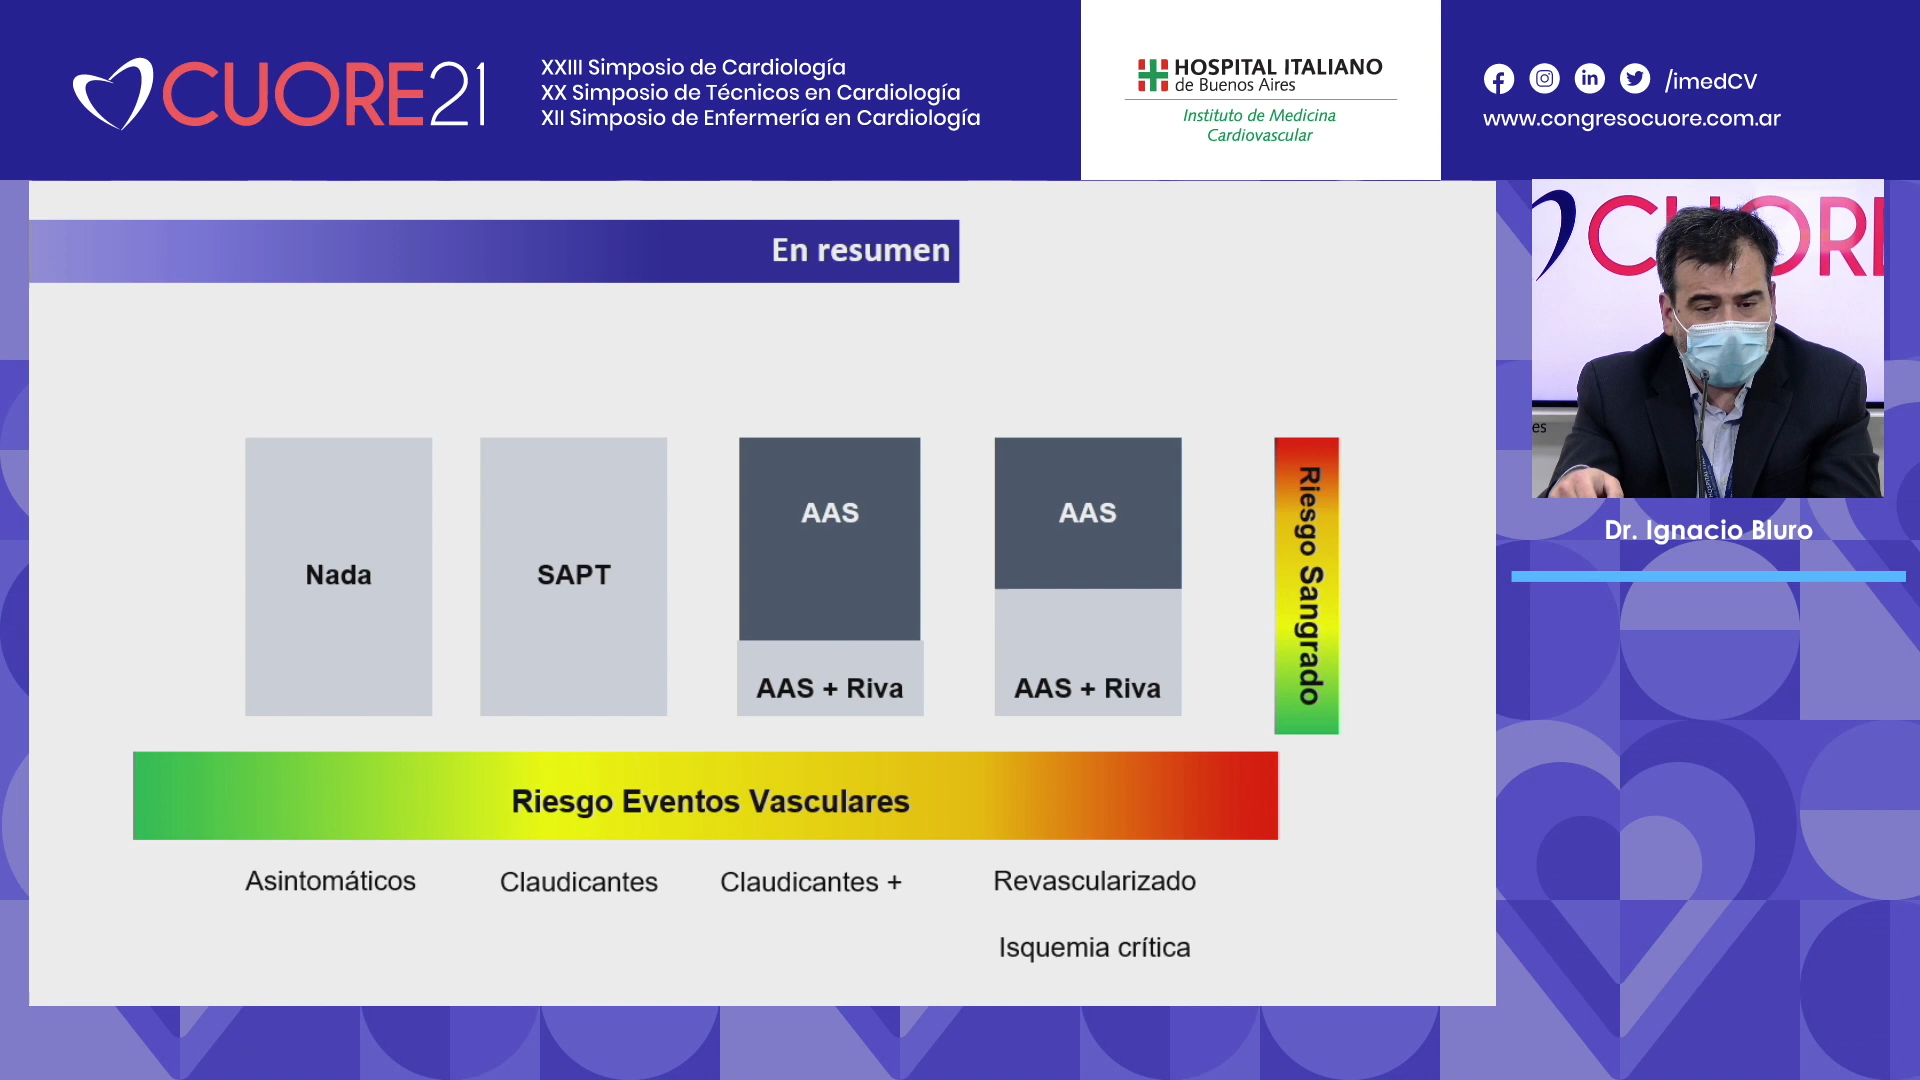 CUORE21
XXIII Simposio de Cardiología
XX Simposio de Técnicos en Cardiología
XII Simposio de Enfermería en Cardiología
HOSPITAL ITALIANO
de Buenos Aires
Instituto de Medicina
Cardiovascular
/imedCV
www.congresocuore.com.ar
En resumen
Nada
SAPT
AAS
AAS + Riva
AAS
AAS + Riva
Riesgo Sangrado
Riesgo Eventos Vasculares
Asintomáticos
Claudicantes
Claudicantes +
Revascularizado
Isquemia crítica
CUORE
es
Dr. Ignacio Bluro